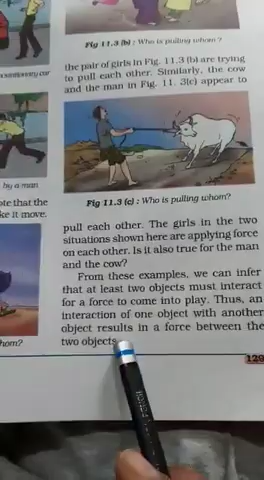 Fig 11.3 (b) : Who is pulling whom ?
the pair of girls in Fig. 11.3 (b) are trying
to pull each other. Similarly, the cow
and the man in Fig. 11. 3(c) appear to
car
by a man
ote that the
ke it move.
hom?
Fig 11.3 (c) : Who is pulling whom?
pull each other. The girls in the two
situations shown here are applying force
on each other. Is it also true for the man
and the cow?
From these examples, we can infer
that at least two objects must interact
for a force to come into play. Thus, an
interaction of one object with another
object results in a force between the
two objects
129